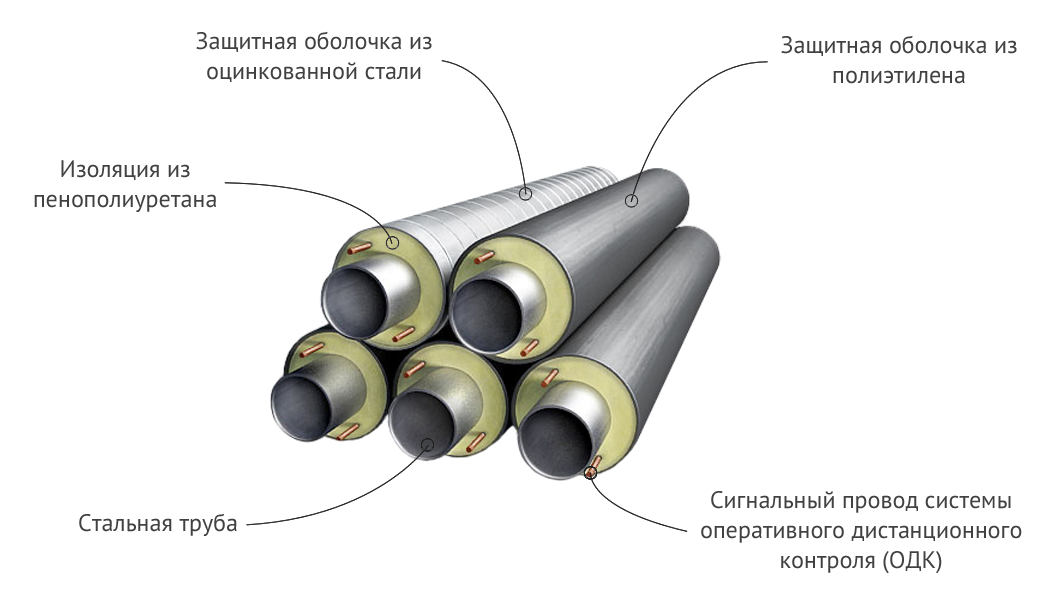 Защитная оболочка из
оцинкованной стали
Защитная оболочка из
полиэтилена
Изоляция из
пенополиуретана
Стальная труба
Сигнальный провод системы
оперативного дистанционного
контроля (ОДК)